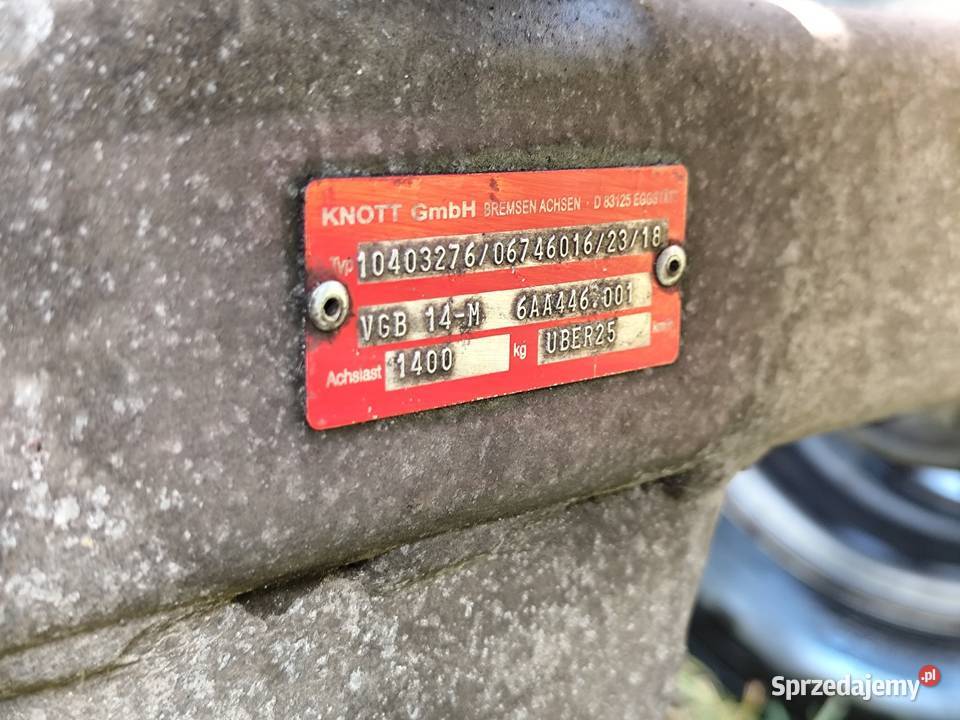 KNOTT GmbH BREMSEN ACHSEN · D 83125 EGGSTÄTT
Typ 10403276/06746016/23/18
VGB 14-M 6AA446.001
Achslast 1400 kg UBER25 km/h
Sprzedajemy.pl